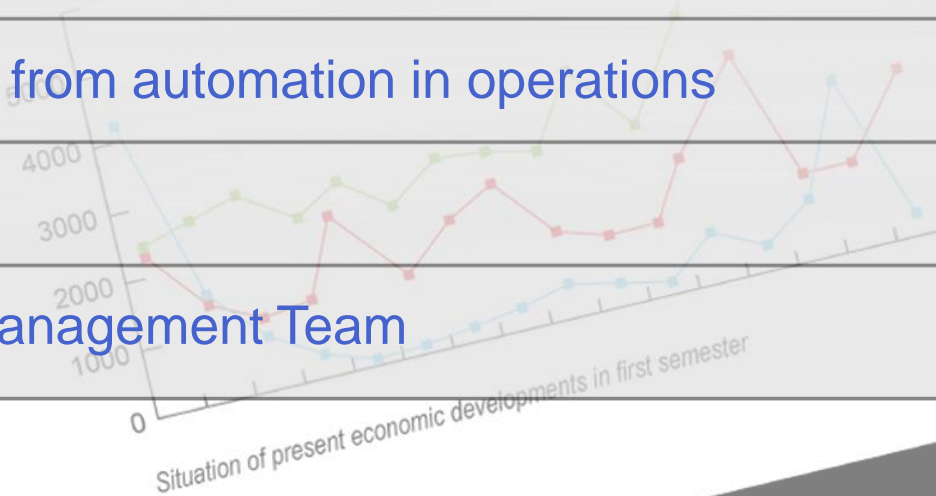 from automation in operations
5000
4000
3000
2000
anagement Team
1000
0
Situation of present economic developments in first semester